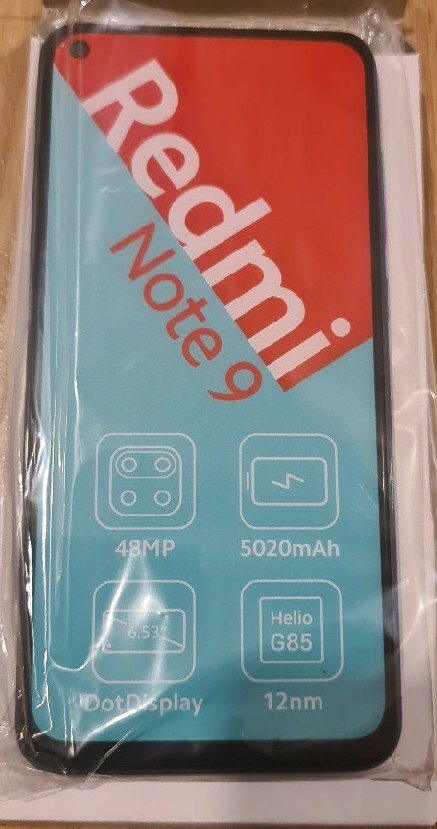 Redmi
Note 9
48MP
5020mAh
6.53"
DotDisplay
Helio
G85
12nm